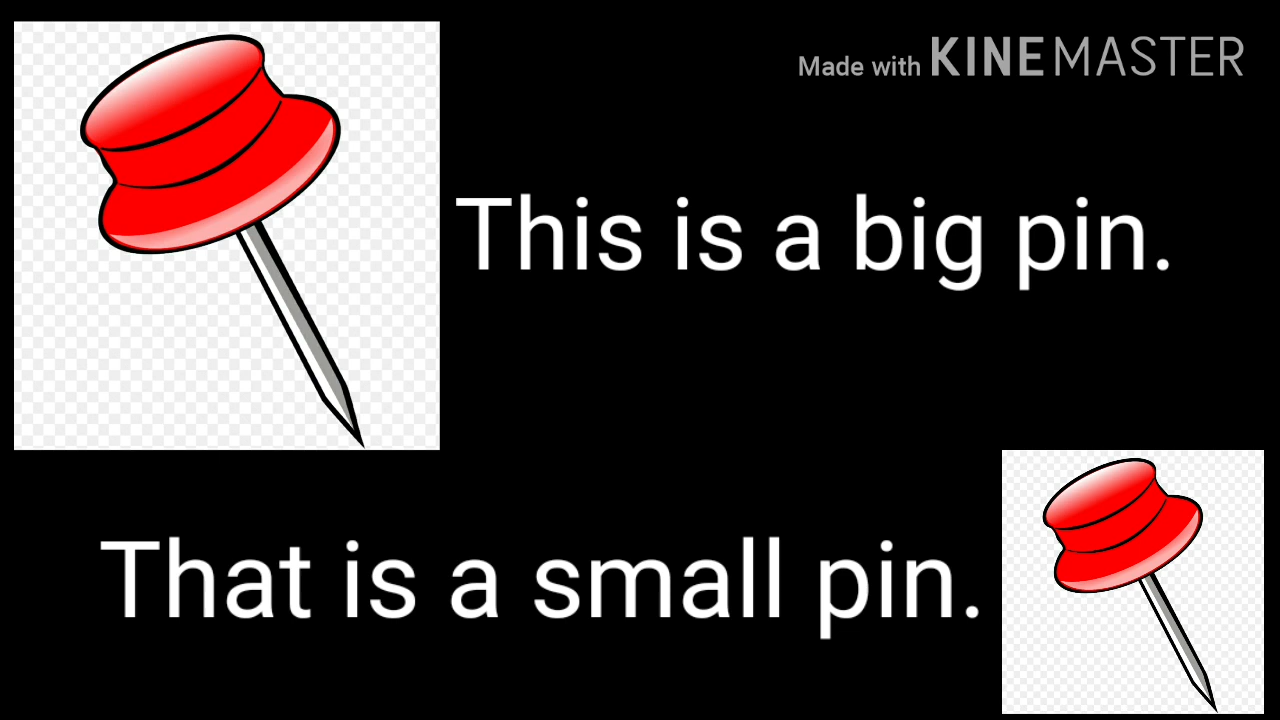 Made with KINEMASTER
This is a big pin.
That is a small pin.